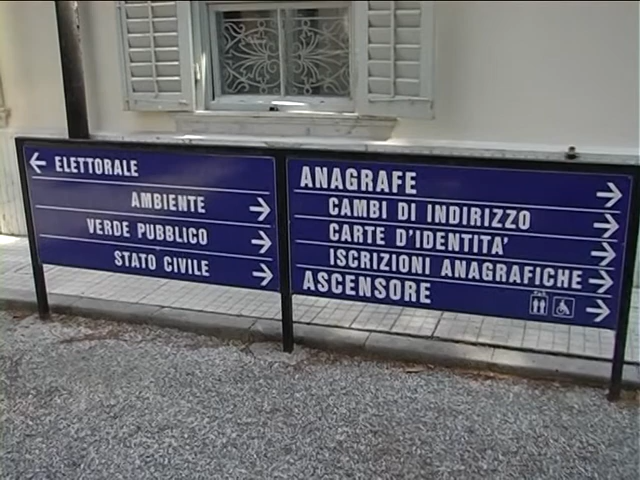 ELETTORALE
AMBIENTE
VERDE PUBBLICO
STATO CIVILE
ANAGRAFE
CAMBI DI INDIRIZZO
CARTE D'IDENTITA'
ISCRIZIONI ANAGRAFICHE
ASCENSORE